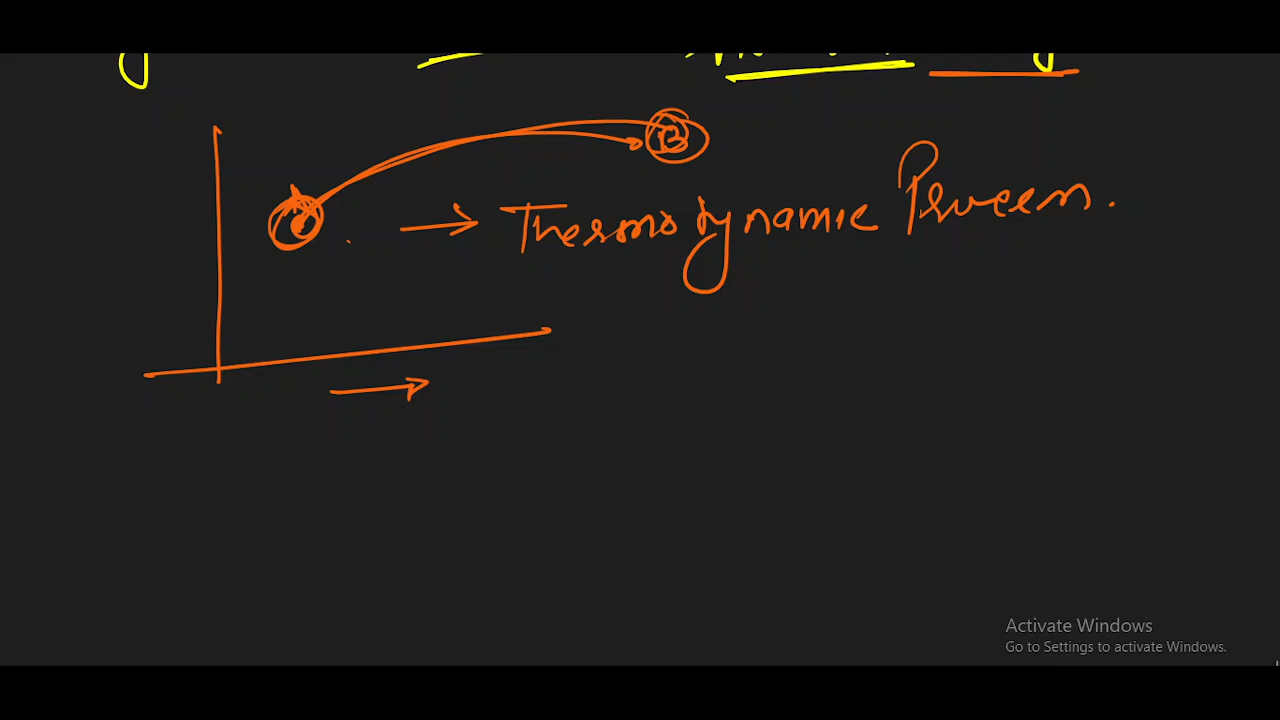 B
→ Thermodynamic Process.
Activate Windows
Go to Settings to activate Windows.